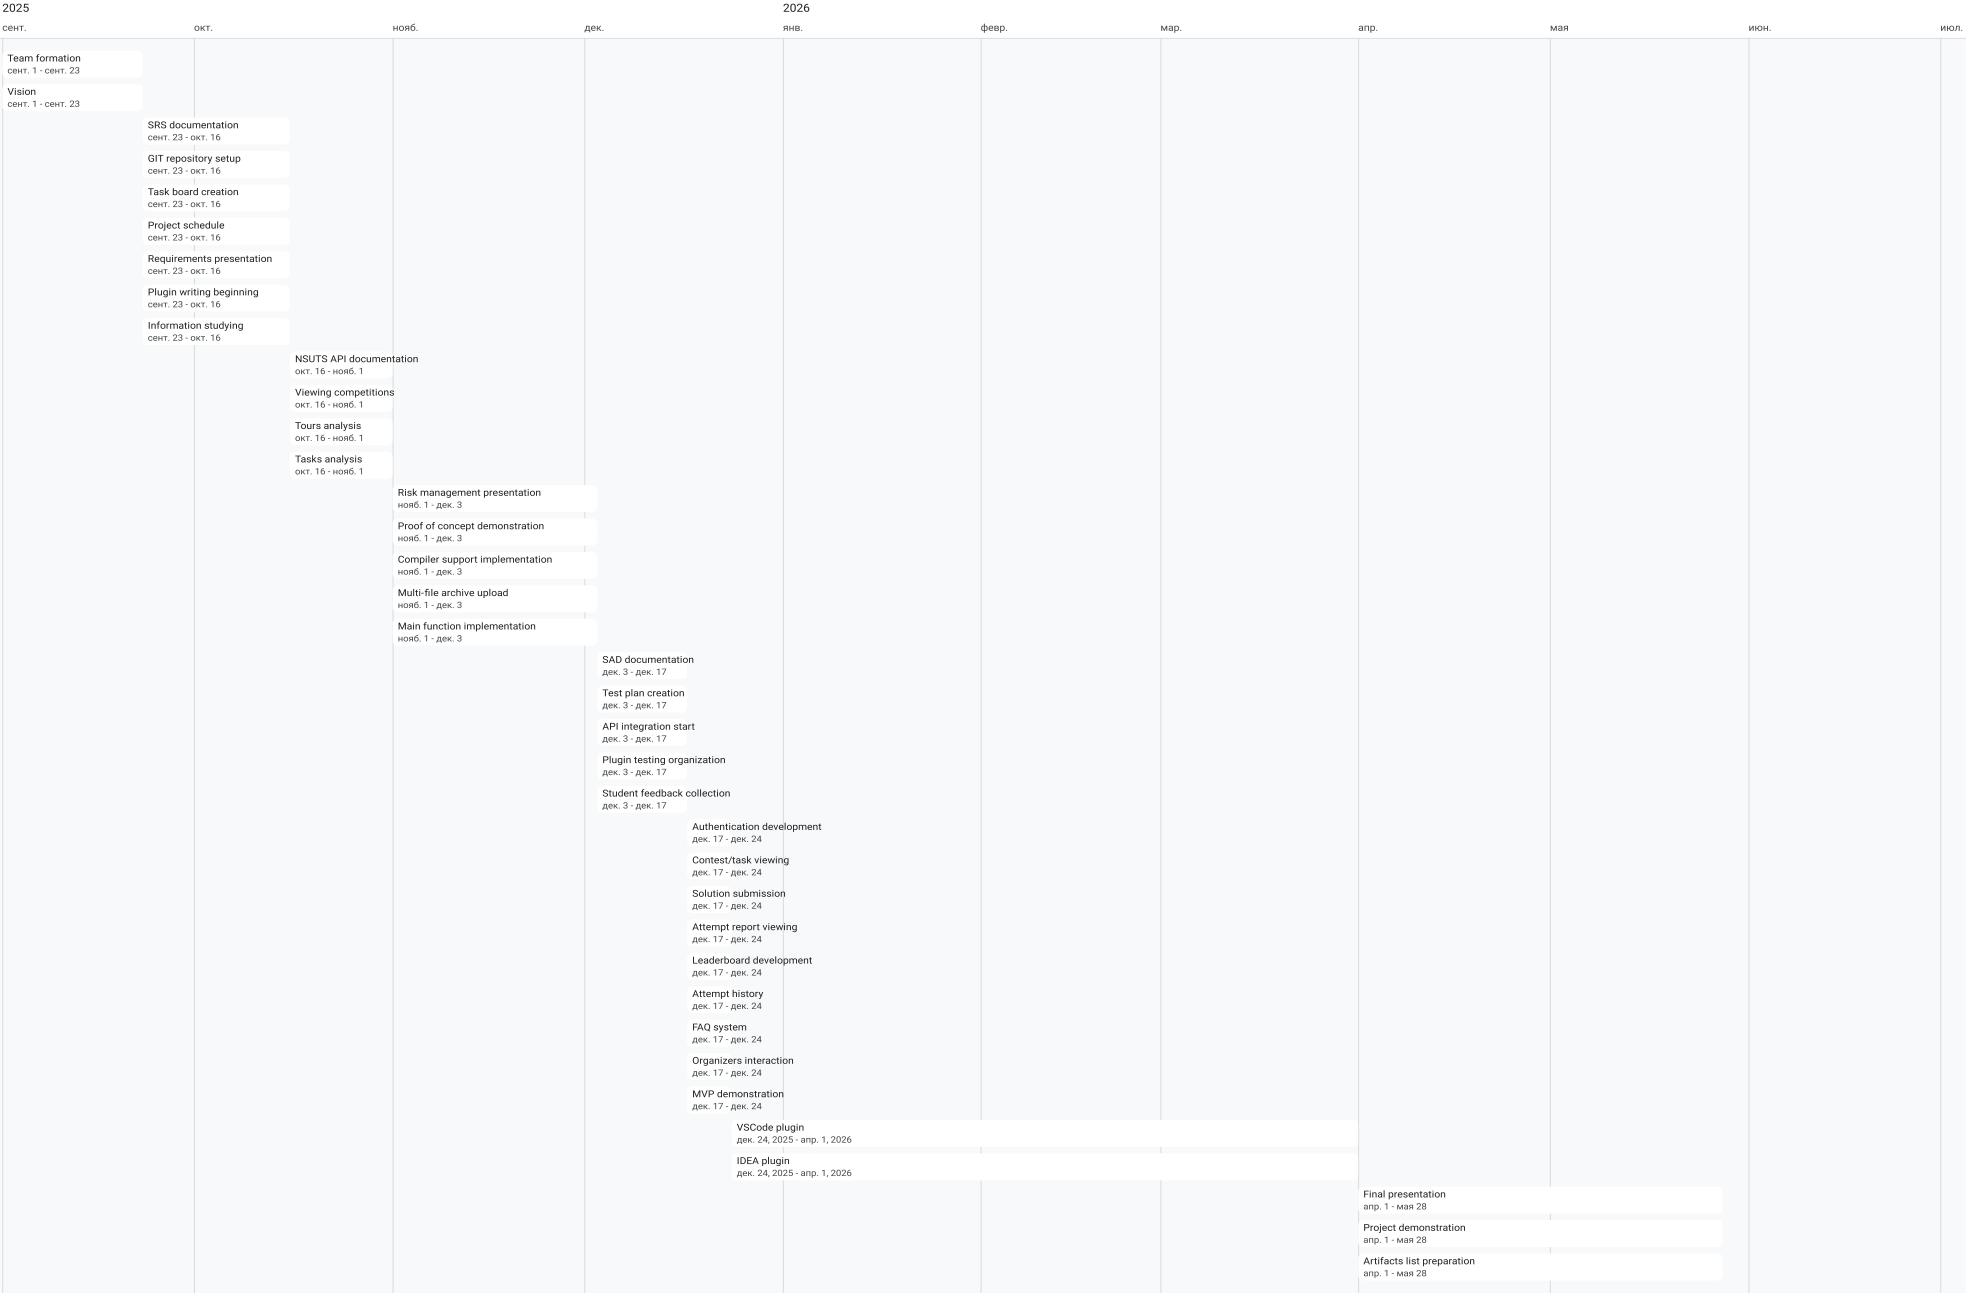 2025 2026
сент. окт. нояб. дек. янв. февр. мар. апр. мая июн. июл.
Team formation
сент. 1 - сент. 23
Vision
сент. 1 - сент. 23
SRS documentation
сент. 23 - окт. 16
GIT repository setup
сент. 23 - окт. 16
Task board creation
сент. 23 - окт. 16
Project schedule
сент. 23 - окт. 16
Requirements presentation
сент. 23 - окт. 16
Plugin writing beginning
сент. 23 - окт. 16
Information studying
сент. 23 - окт. 16
NSUTS API documentation
окт. 16 - нояб. 1
Viewing competitions
окт. 16 - нояб. 1
Tours analysis
окт. 16 - нояб. 1
Tasks analysis
окт. 16 - нояб. 1
Risk management presentation
нояб. 1 - дек. 3
Proof of concept demonstration
нояб. 1 - дек. 3
Compiler support implementation
нояб. 1 - дек. 3
Multi-file archive upload
нояб. 1 - дек. 3
Main function implementation
нояб. 1 - дек. 3
SAD documentation
дек. 3 - дек. 17
Test plan creation
дек. 3 - дек. 17
API integration start
дек. 3 - дек. 17
Plugin testing organization
дек. 3 - дек. 17
Student feedback collection
дек. 3 - дек. 17
Authentication development
дек. 17 - дек. 24
Contest/task viewing
дек. 17 - дек. 24
Solution submission
дек. 17 - дек. 24
Attempt report viewing
дек. 17 - дек. 24
Leaderboard development
дек. 17 - дек. 24
Attempt history
дек. 17 - дек. 24
FAQ system
дек. 17 - дек. 24
Organizers interaction
дек. 17 - дек. 24
MVP demonstration
дек. 17 - дек. 24
VSCode plugin
дек. 24, 2025 - апр. 1, 2026
IDEA plugin
дек. 24, 2025 - апр. 1, 2026
Final presentation
апр. 1 - мая 28
Project demonstration
апр. 1 - мая 28
Artifacts list preparation
апр. 1 - мая 28